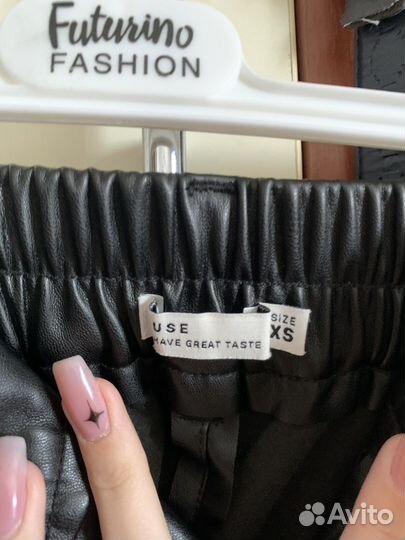 Futurino
FASHION
USE
HAVE GREAT TASTE
SIZE
XS
Avito